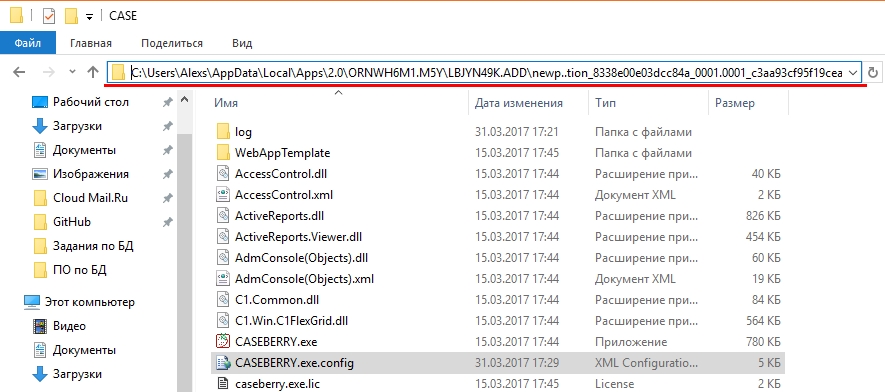 CASE
Файл Главная Поделиться Вид
C:\Users\Alexs\AppData\Local\Apps\2.0\ORNWH6M1.M5Y\LBJYN49K.ADD\newp..tion_8338e00e03dcc84a_0001.0001_c3aa93cf95f19cea
Рабочий стол
Загрузки
Документы
Изображения
Cloud Mail.Ru
GitHub
Задания по БД
ПО по БД
Этот компьютер
Видео
Документы
Загрузки
Имя Дата изменения Тип Размер
log 31.03.2017 17:21 Папка с файлами
WebAppTemplate 15.03.2017 17:45 Папка с файлами
AccessControl.dll 15.03.2017 17:44 Расширение при... 40 КБ
AccessControl.xml 15.03.2017 17:44 Документ XML 2 КБ
ActiveReports.dll 15.03.2017 17:44 Расширение при... 826 КБ
ActiveReports.Viewer.dll 15.03.2017 17:44 Расширение при... 454 КБ
AdmConsole(Objects).dll 15.03.2017 17:44 Расширение при... 60 КБ
AdmConsole(Objects).xml 15.03.2017 17:44 Документ XML 19 КБ
C1.Common.dll 15.03.2017 17:44 Расширение при... 84 КБ
C1.Win.C1FlexGrid.dll 15.03.2017 17:44 Расширение при... 564 КБ
CASEBERRY.exe 15.03.2017 17:44 Приложение 780 КБ
CASEBERRY.exe.config 31.03.2017 17:29 XML Configuratio... 5 КБ
caseberry.exe.lic 15.03.2017 17:45 License 2 КБ